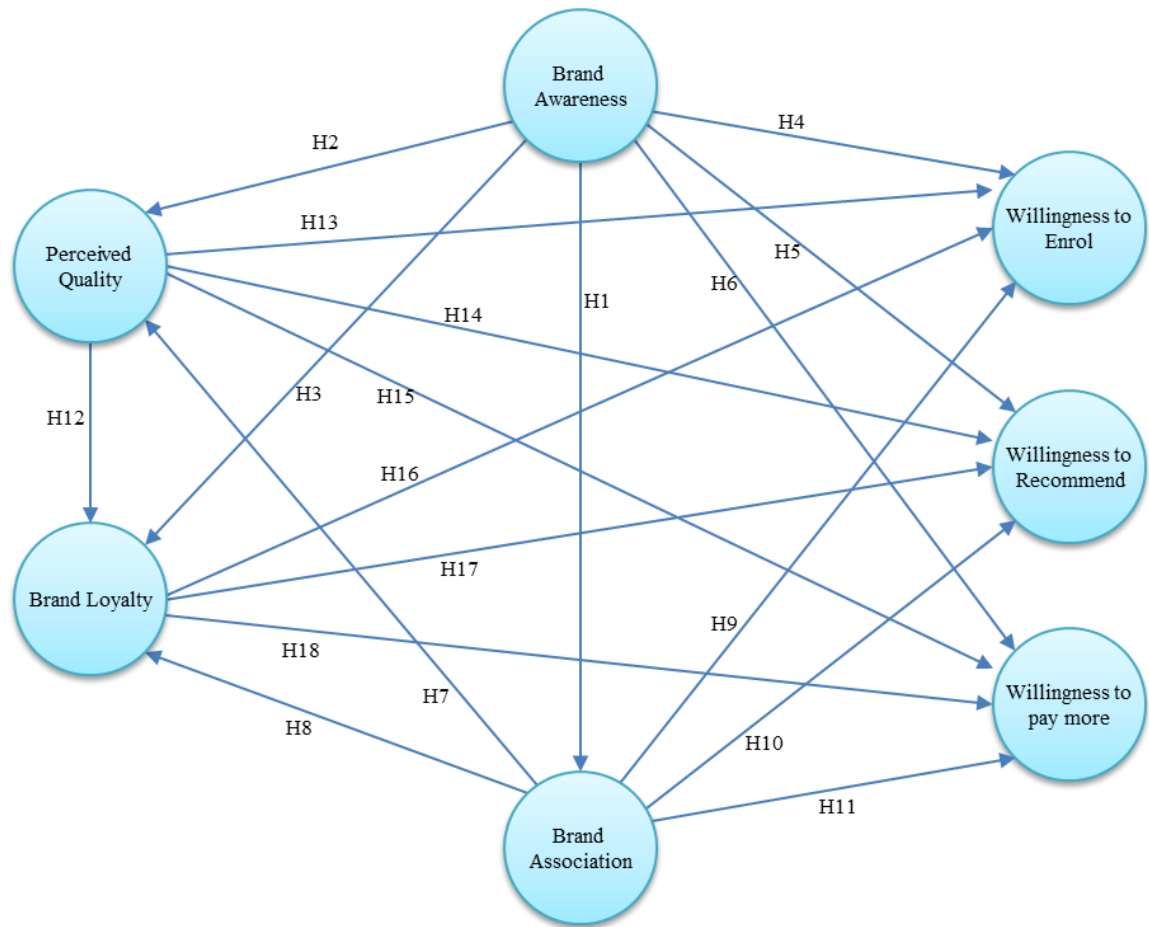 Brand
Awareness
H4
H2
H13
Willingness to
Enrol
Perceived
Quality
H5
H6
H1
H14
H3
H15
H12
Willingness to
Recommend
H16
H17
Brand Loyalty
H9
H18
H7
H8
Willingness to
pay more
H10
H11
Brand
Association